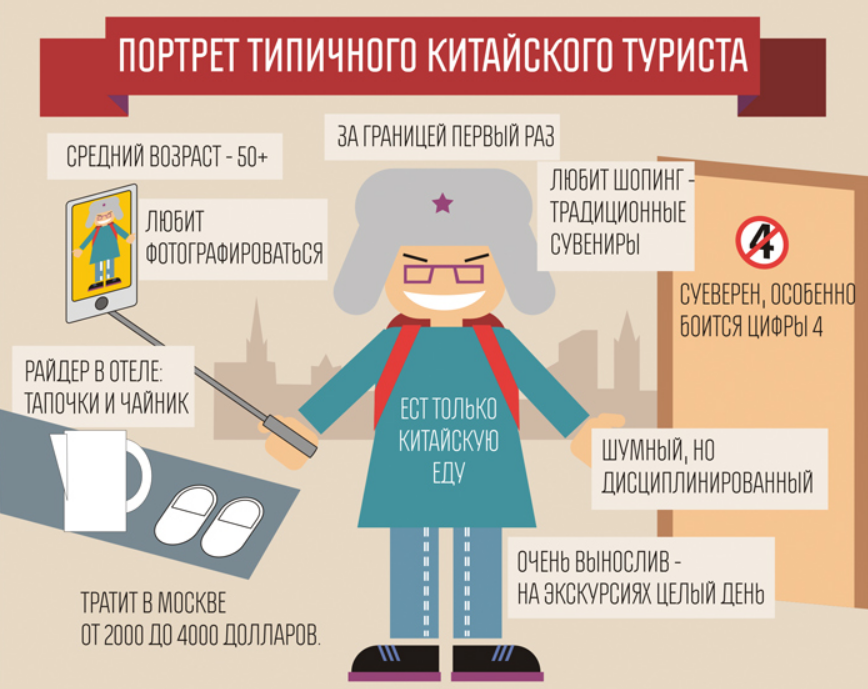 ПОРТРЕТ ТИПИЧНОГО КИТАЙСКОГО ТУРИСТА
СРЕДНИЙ ВОЗРАСТ - 50+
ЗА ГРАНИЦЕЙ ПЕРВЫЙ РАЗ
ЛЮБИТ ШОПИНГ -
ТРАДИЦИОННЫЕ
СУВЕНИРЫ
ЛЮБИТ
ФОТОГРАФИРОВАТЬСЯ
4
СУЕВЕРЕН, ОСОБЕННО
БОИТСЯ ЦИФРЫ 4
РАЙДЕР В ОТЕЛЕ:
ТАПОЧКИ И ЧАЙНИК
ЕСТ ТОЛЬКО
КИТАЙСКУЮ
ЕДУ
ШУМНЫЙ, НО
ДИСЦИПЛИНИРОВАННЫЙ
ОЧЕНЬ ВЫНОСЛИВ -
НА ЭКСКУРСИЯХ ЦЕЛЫЙ ДЕНЬ
ТРАТИТ В МОСКВЕ
ОТ 2000 ДО 4000 ДОЛЛАРОВ.